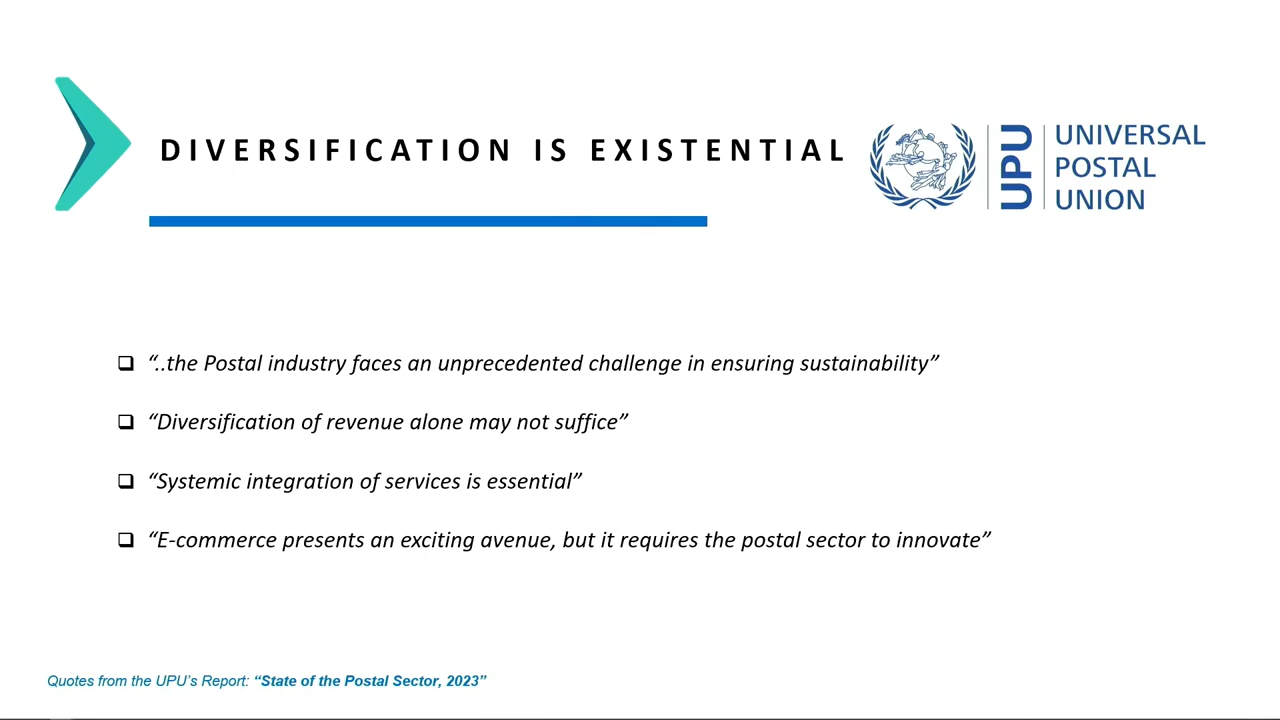 DIVERSIFICATION IS EXISTENTIAL
UPU
UNIVERSAL
POSTAL
UNION
“..the Postal industry faces an unprecedented challenge in ensuring sustainability”
“Diversification of revenue alone may not suffice”
“Systemic integration of services is essential”
“E-commerce presents an exciting avenue, but it requires the postal sector to innovate”
Quotes from the UPU’s Report: “State of the Postal Sector, 2023”